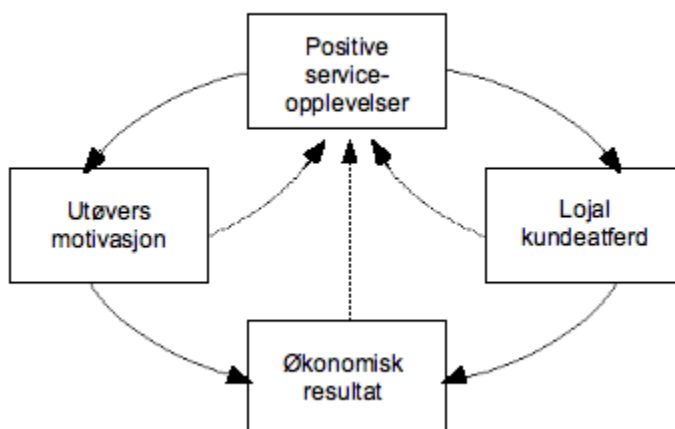 Positive
service-
opplevelser
Utøvers
motivasjon
Lojal
kundeatferd
Økonomisk
resultat